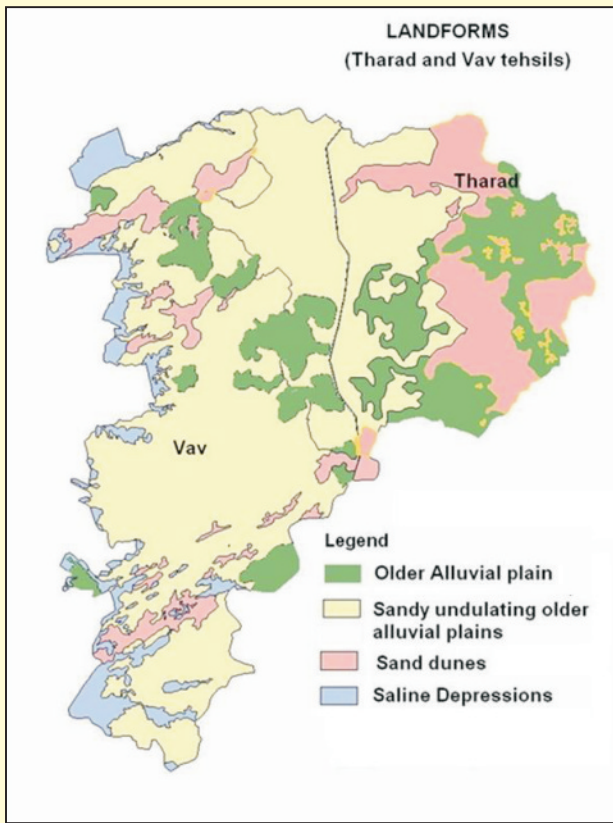 LANDFORMS
(Tharad and Vav tehsils)
Tharad
Vav
Legend
Older Alluvial plain
Sandy undulating older
alluvial plains
Sand dunes
Saline Depressions